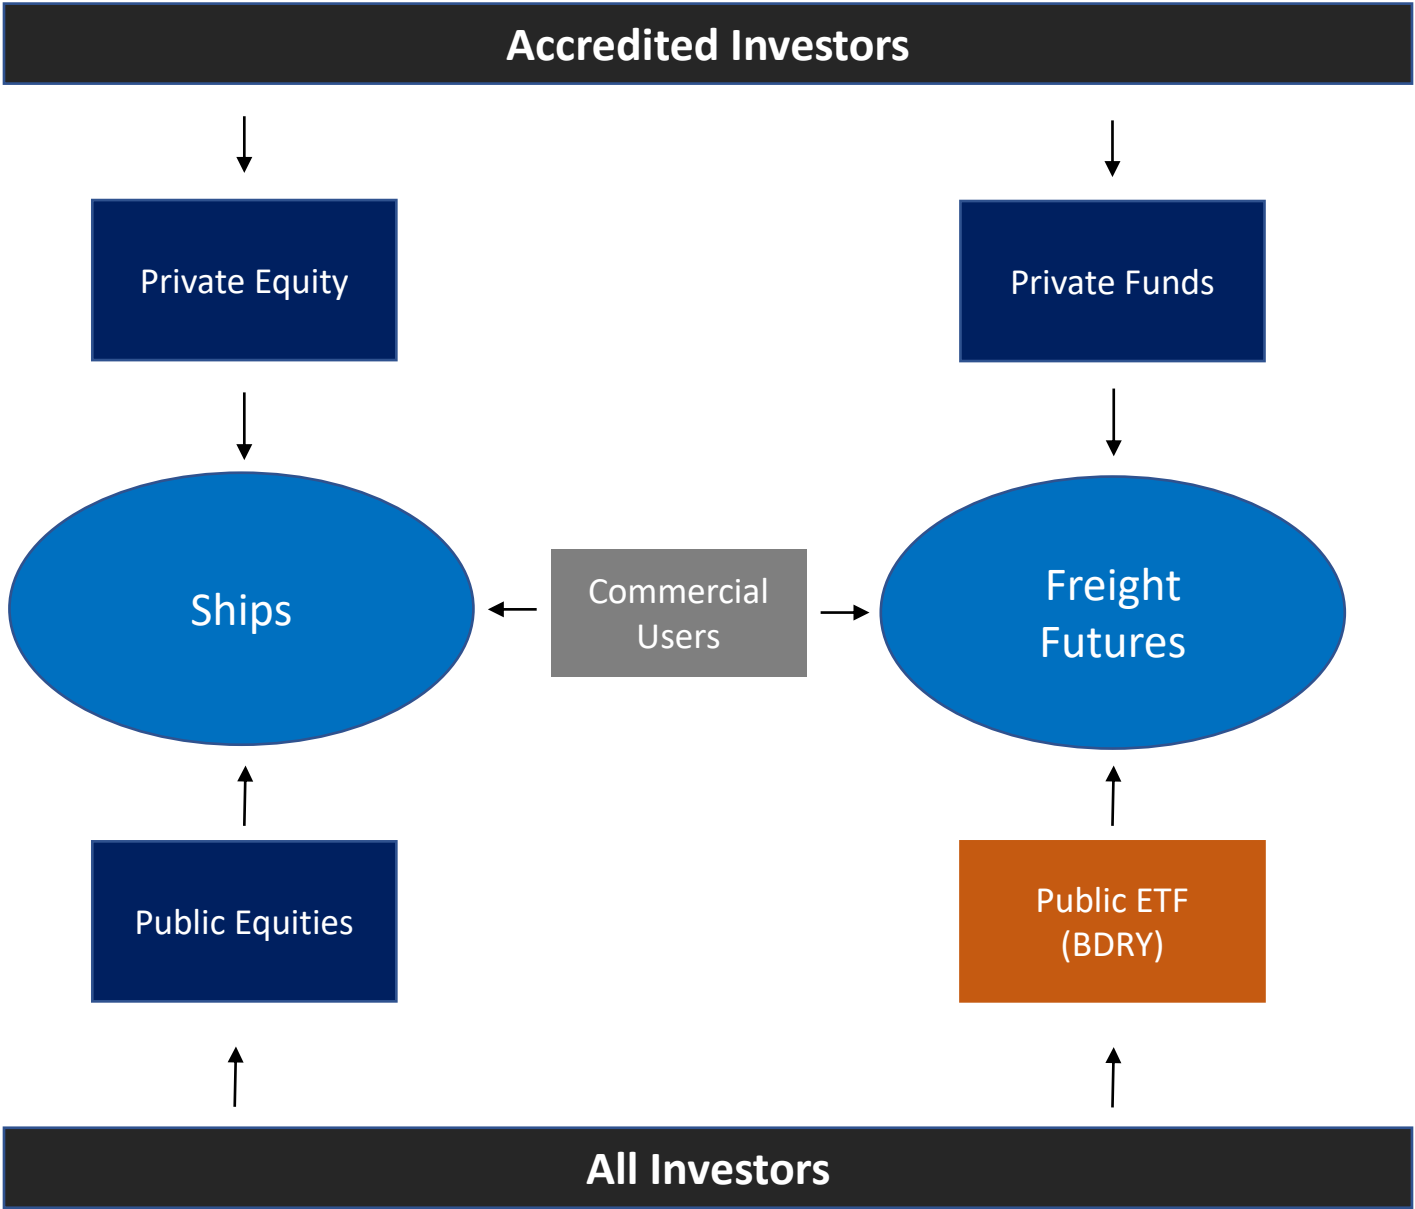 Accredited Investors
Private Equity
Private Funds
Ships
Commercial
Users
Freight
Futures
Public Equities
Public ETF
(BDRY)
All Investors